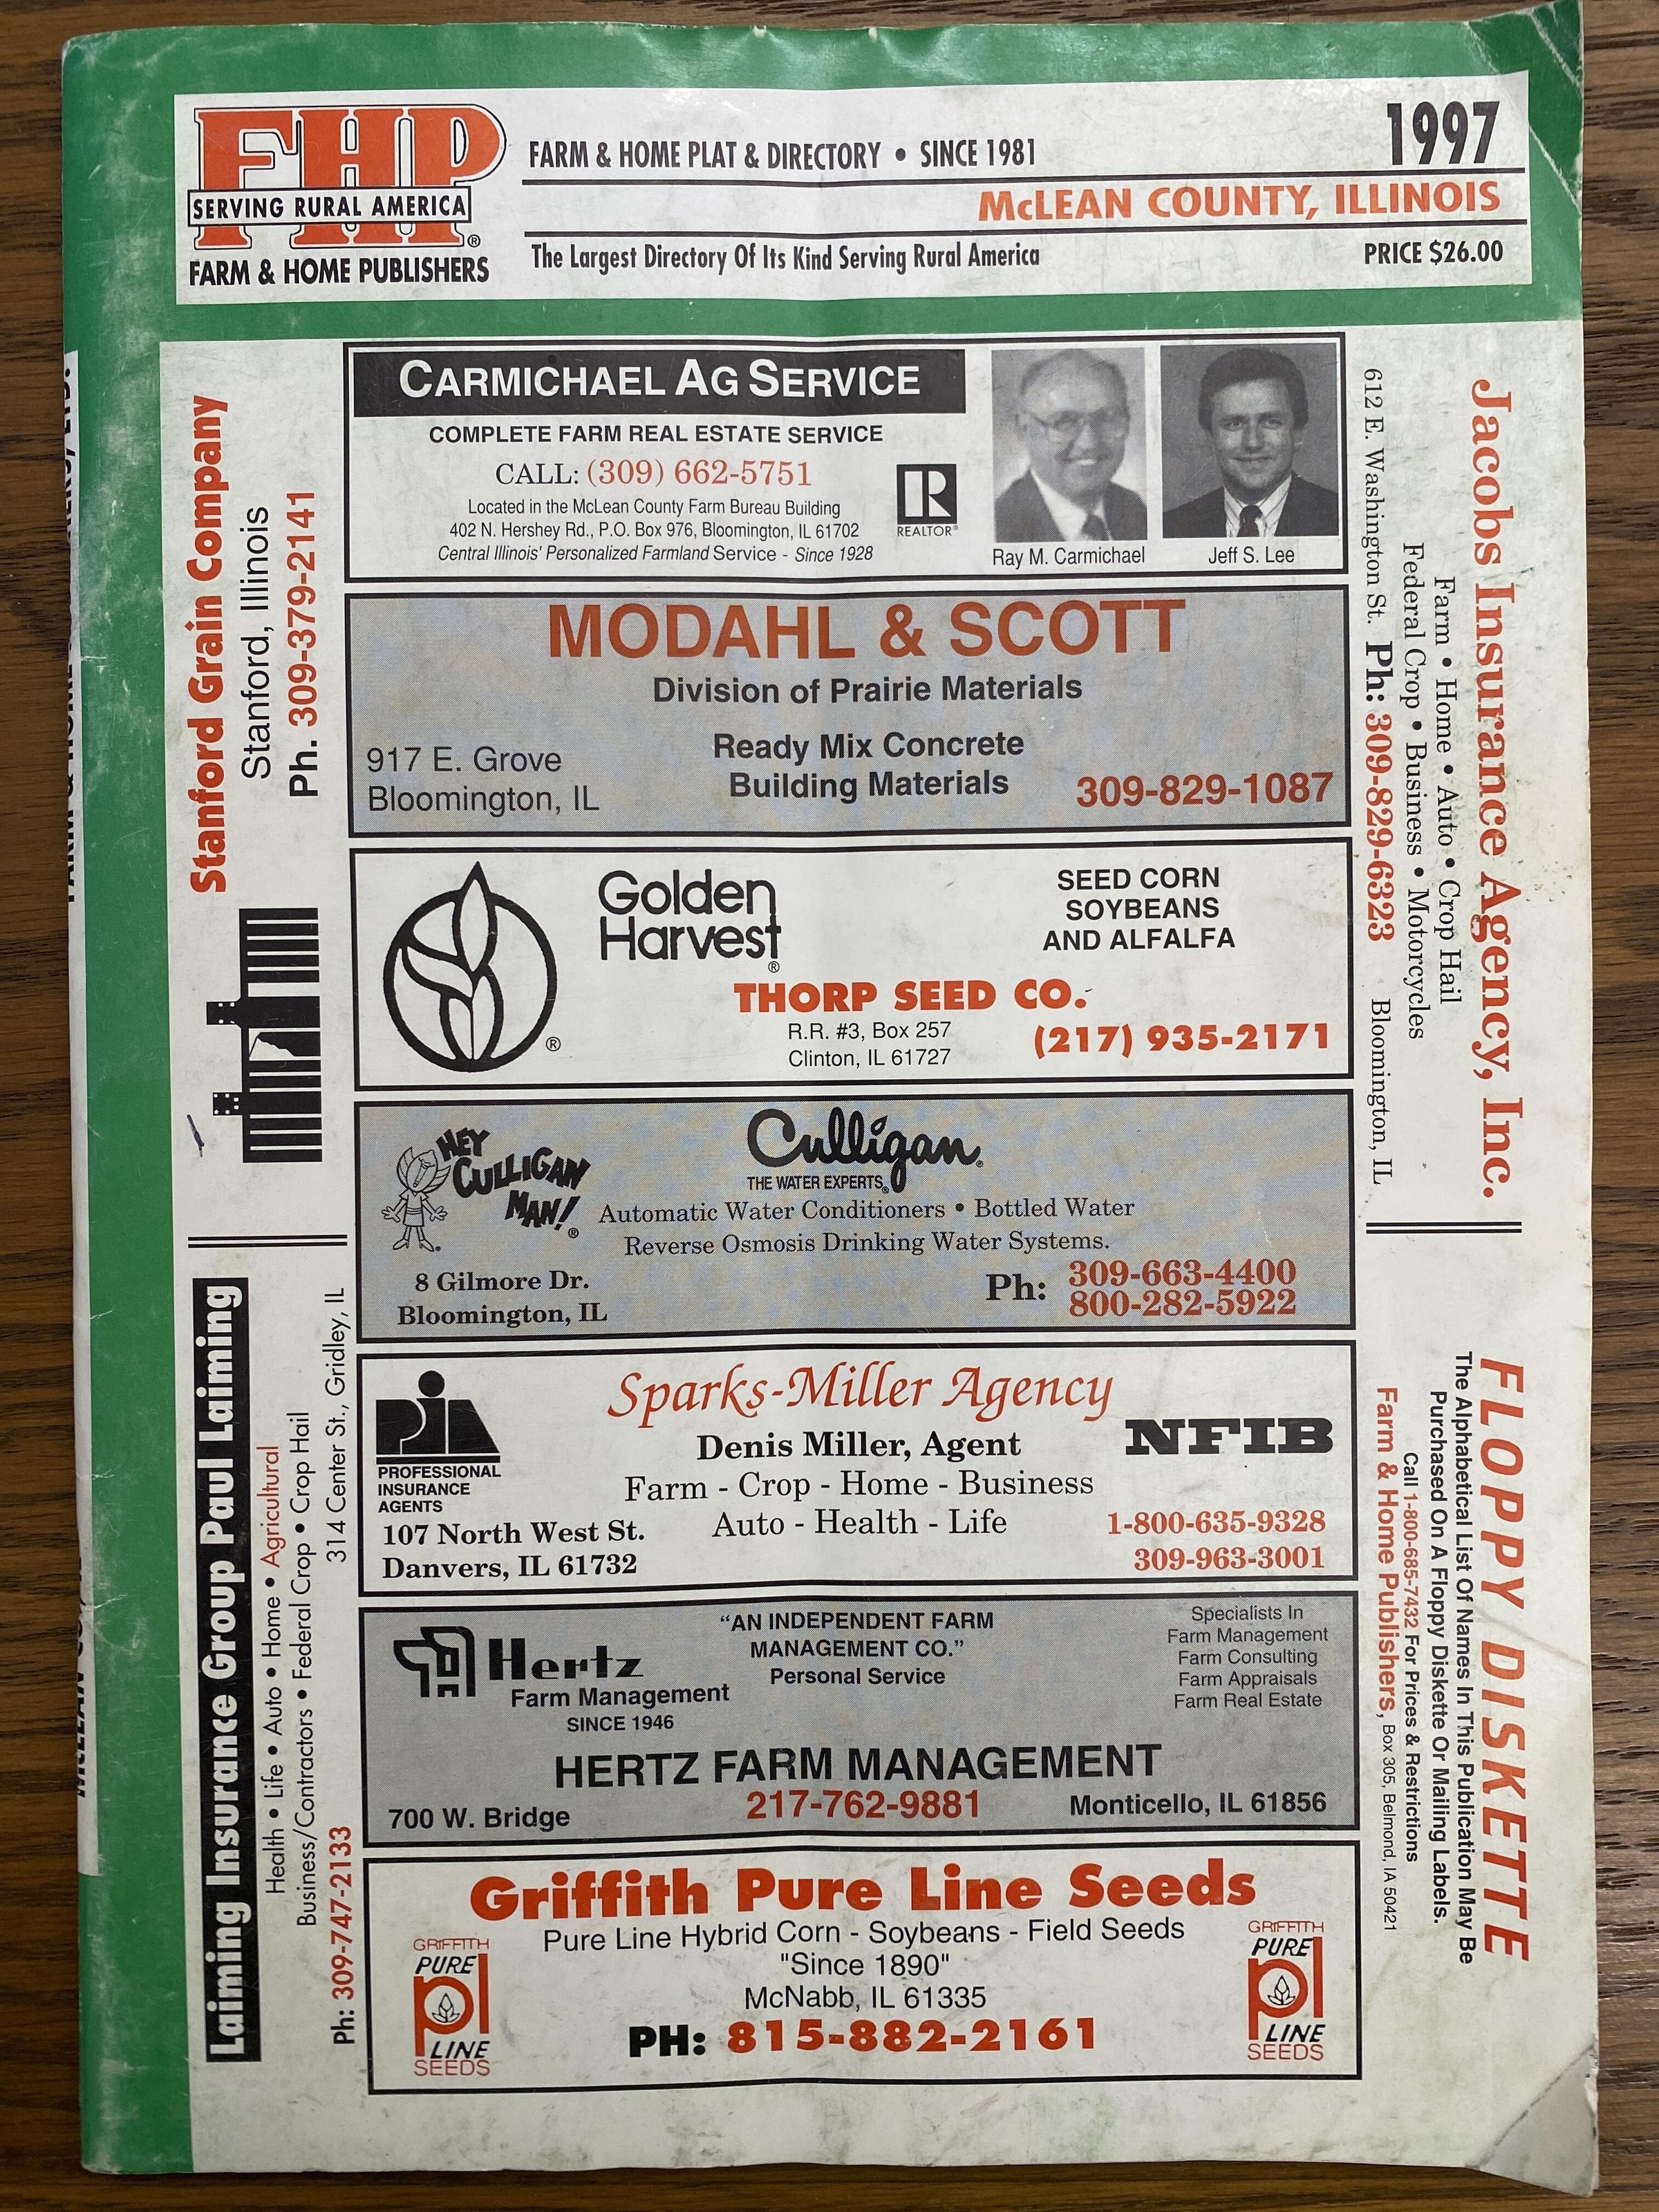 FHP
SERVING RURAL AMERICA
®
FARM & HOME PUBLISHERS
FARM & HOME PLAT & DIRECTORY • SINCE 1981
1997
McLEAN COUNTY, ILLINOIS
The Largest Directory Of Its Kind Serving Rural America
PRICE $26.00
Stanford Grain Company
Stanford, Illinois
Ph. 309-379-2141
Laiming Insurance Group Paul Laiming
Health • Life • Auto • Home • Agricultural
Business/Contractors • Federal Crop • Crop Hail
314 Center St., Gridley, IL
Ph: 309-747-2133
CARMICHAEL AG SERVICE
COMPLETE FARM REAL ESTATE SERVICE
CALL: (309) 662-5751
Located in the McLean County Farm Bureau Building
402 N. Hershey Rd., P.O. Box 976, Bloomington, IL 61702
Central Illinois' Personalized Farmland Service - Since 1928
R
REALTOR®
Ray M. Carmichael
Jeff S. Lee
MODAHL & SCOTT
Division of Prairie Materials
Ready Mix Concrete
Building Materials
917 E. Grove
Bloomington, IL
309-829-1087
Golden
Harvest
®
®
SEED CORN
SOYBEANS
AND ALFALFA
THORP SEED CO.
R.R. #3, Box 257
Clinton, IL 61727
(217) 935-2171
HEY
CULLIGAN
MAN!
®
Culligan®
THE WATER EXPERTS®
Automatic Water Conditioners • Bottled Water
Reverse Osmosis Drinking Water Systems.
8 Gilmore Dr.
Bloomington, IL
Ph:
309-663-4400
800-282-5922
PIA
PROFESSIONAL
INSURANCE
AGENTS
Sparks-Miller Agency
Denis Miller, Agent
NFIB
Farm - Crop - Home - Business
Auto - Health - Life
107 North West St.
Danvers, IL 61732
1-800-635-9328
309-963-3001
Hertz
Farm Management
SINCE 1946
"AN INDEPENDENT FARM
MANAGEMENT CO."
Personal Service
Specialists In
Farm Management
Farm Consulting
Farm Appraisals
Farm Real Estate
HERTZ FARM MANAGEMENT
700 W. Bridge
217-762-9881
Monticello, IL 61856
Griffith Pure Line Seeds
Pure Line Hybrid Corn - Soybeans - Field Seeds
"Since 1890"
McNabb, IL 61335
PH: 815-882-2161
GRIFFITH
PURE
pl
LINE
SEEDS
GRIFFITH
PURE
pl
LINE
SEEDS
Jacobs Insurance Agency, Inc.
Farm • Home • Auto • Crop Hail
Federal Crop • Business • Motorcycles
612 E. Washington St. Ph: 309-829-6323 Bloomington, IL
FLOPPY DISKETTE
The Alphabetical List Of Names In This Publication May Be
Purchased On A Floppy Diskette Or Mailing Labels.
Call 1-800-685-7432 For Prices & Restrictions
Farm & Home Publishers, Box 305, Belmond, IA 50421